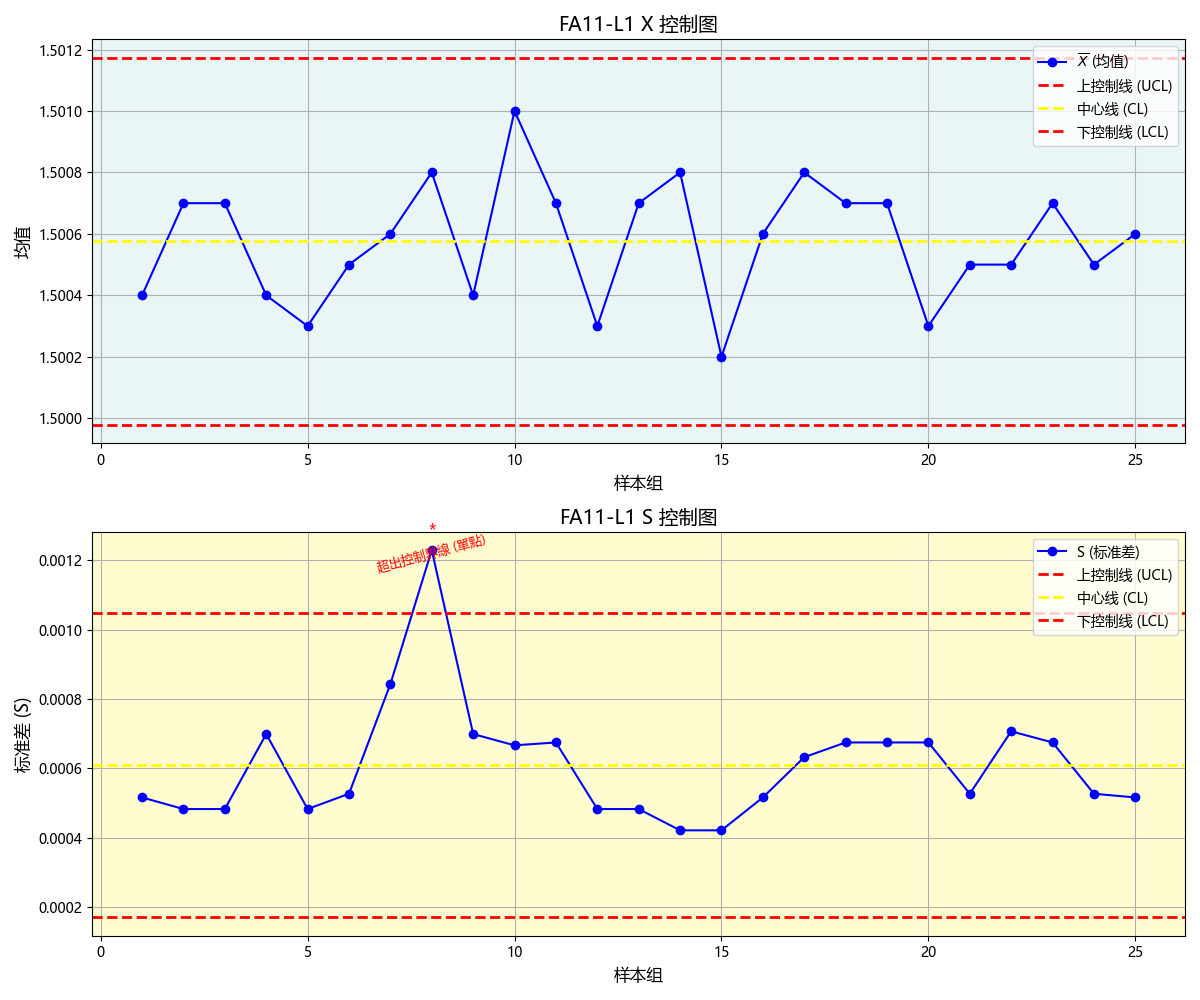 FA11-L1 X 控制图
1.5012
1.5010
1.5008
1.5006
1.5004
1.5002
1.5000
均值
X (均值)
上控制线 (UCL)
中心线 (CL)
下控制线 (LCL)
0 5 10 15 20 25
样本组
FA11-L1 S 控制图
*
超出控制界線 (單點)
0.0012
0.0010
0.0008
0.0006
0.0004
0.0002
标准差 (S)
S (标准差)
上控制线 (UCL)
中心线 (CL)
下控制线 (LCL)
0 5 10 15 20 25
样本组